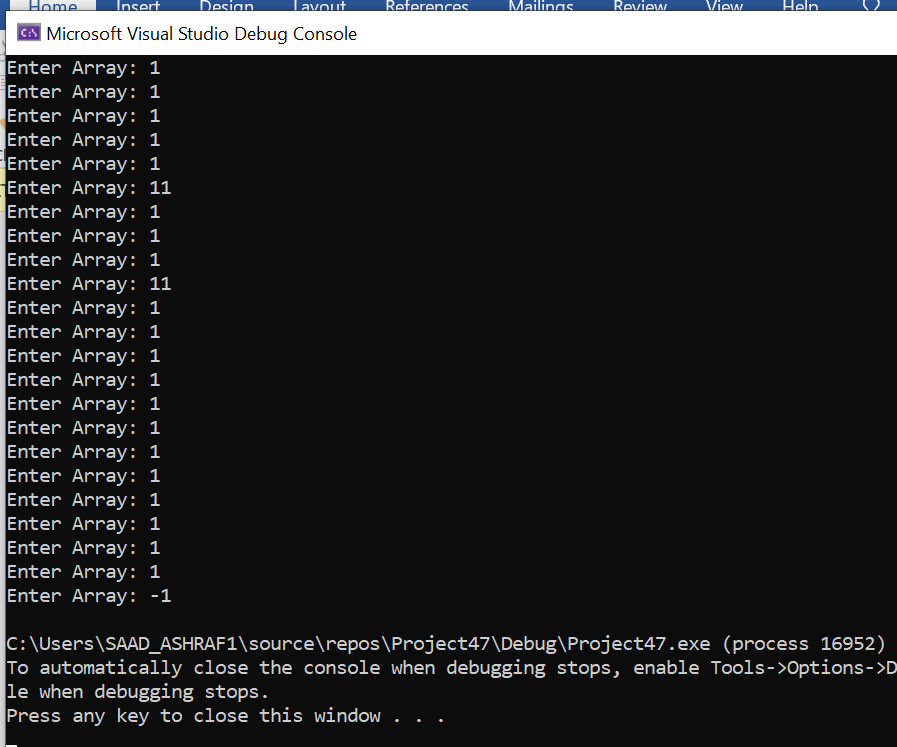 Home Insert Design Layout References Mailings Review View Help
Microsoft Visual Studio Debug Console
Enter Array: 1
Enter Array: 1
Enter Array: 1
Enter Array: 1
Enter Array: 1
Enter Array: 11
Enter Array: 1
Enter Array: 1
Enter Array: 1
Enter Array: 11
Enter Array: 1
Enter Array: 1
Enter Array: 1
Enter Array: 1
Enter Array: 1
Enter Array: 1
Enter Array: 1
Enter Array: 1
Enter Array: 1
Enter Array: 1
Enter Array: 1
Enter Array: 1
Enter Array: -1
C:\Users\SAAD_ASHRAF1\source\repos\Project47\Debug\Project47.exe (process 16952)
To automatically close the console when debugging stops, enable Tools->Options->D
le when debugging stops.
Press any key to close this window . . .